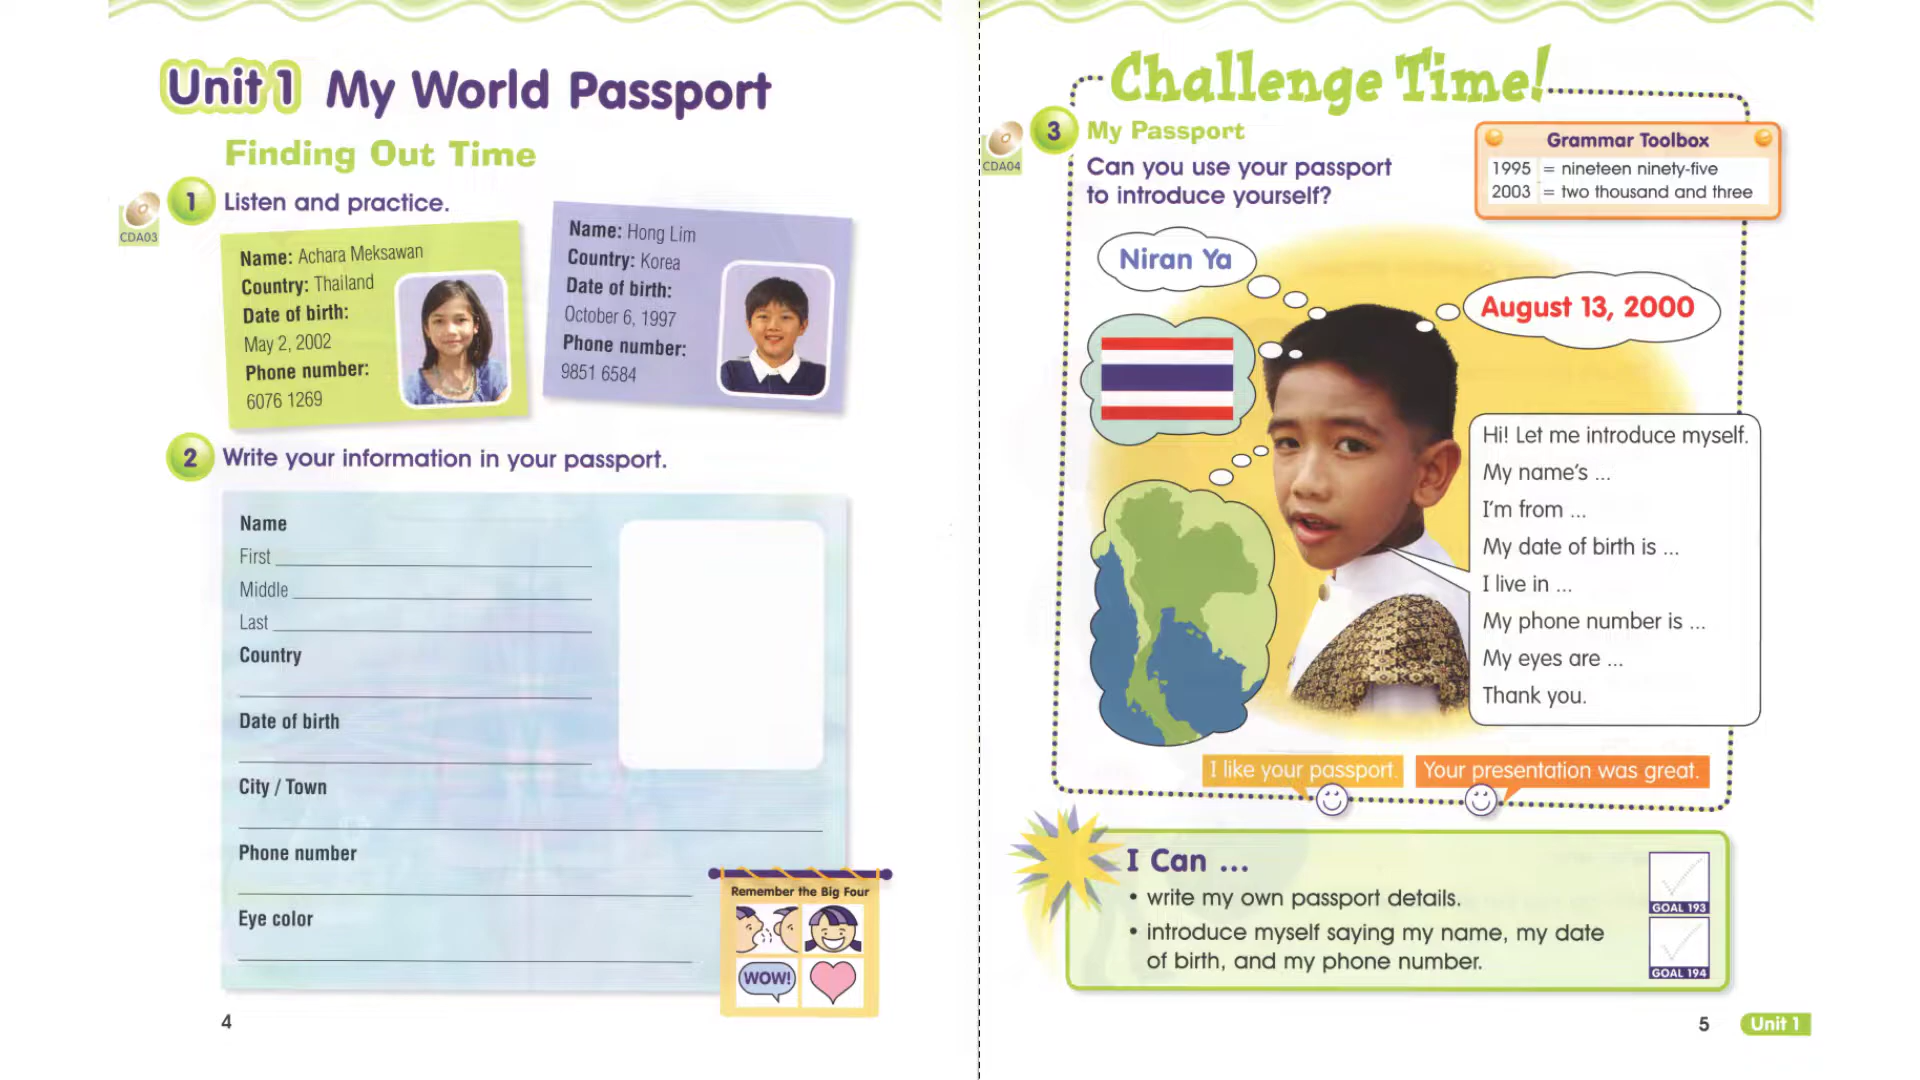 Unit 1 My World Passport
Finding Out Time
CDA03
1 Listen and practice.
Name: Achara Meksawan
Country: Thailand
Date of birth:
May 2, 2002
Phone number:
6076 1269
Name: Hong Lim
Country: Korea
Date of birth:
October 6, 1997
Phone number:
9851 6584
2 Write your information in your passport.
Name
First
Middle
Last
Country
Date of birth
City / Town
Phone number
Eye color
Remember the Big Four
WOW!
4
Challenge Time!
CDA04
3 My Passport
Can you use your passport
to introduce yourself?
Grammar Toolbox
1995 = nineteen ninety-five
2003 = two thousand and three
Niran Ya
August 13, 2000
Hi! Let me introduce myself.
My name's ...
I'm from ...
My date of birth is ...
I live in ...
My phone number is ...
My eyes are ...
Thank you.
I like your passport.
Your presentation was great.
I Can ...
• write my own passport details.
GOAL 193
• introduce myself saying my name, my date
of birth, and my phone number.
GOAL 194
5
Unit 1